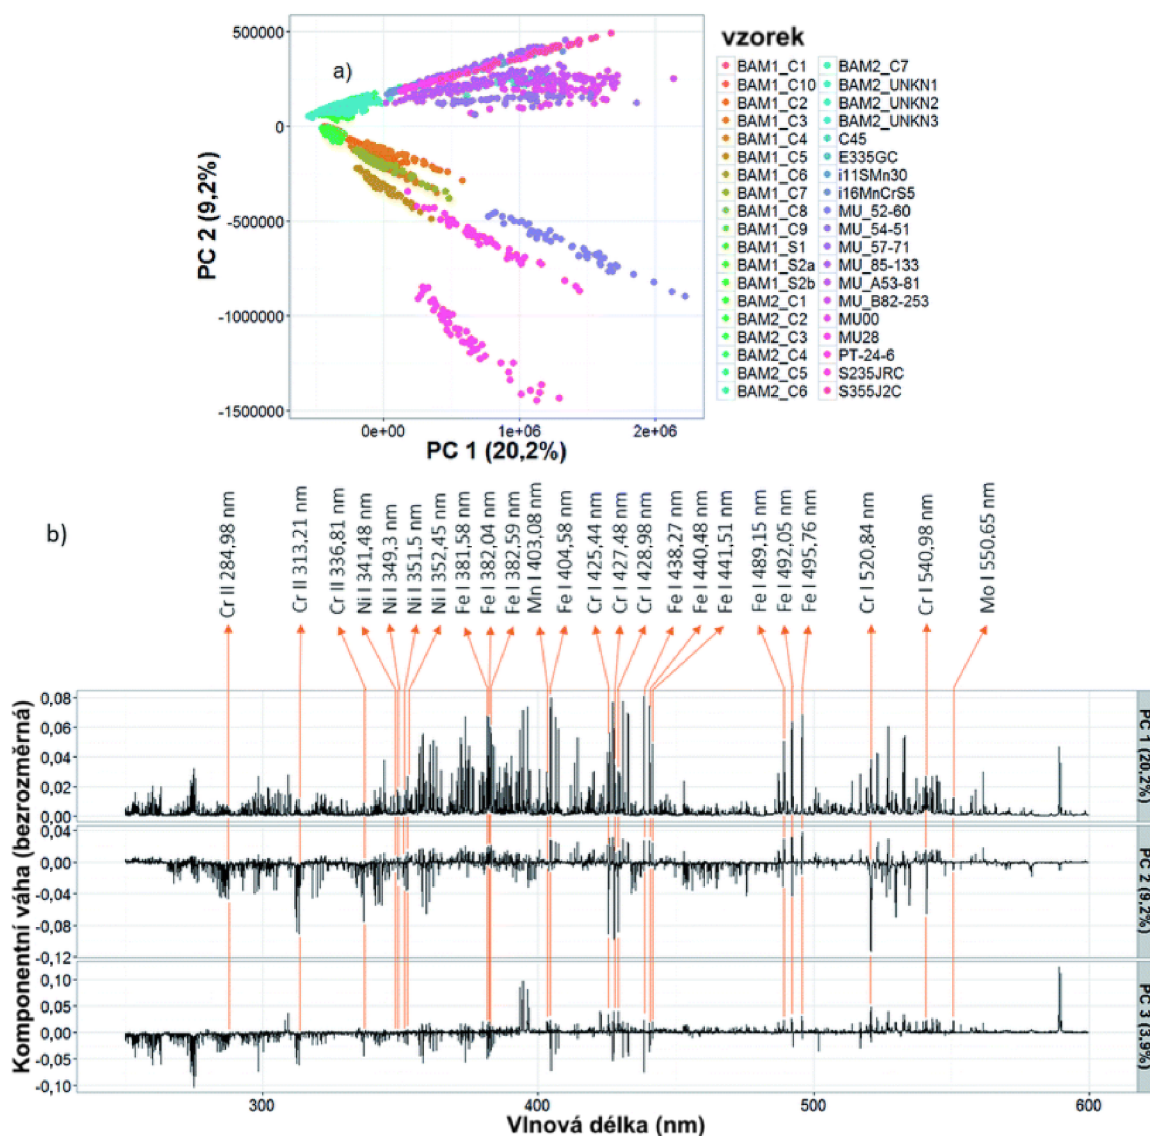 a)
500000
0
-500000
-1000000
-1500000
PC 2 (9,2%)
0e+00
1e+06
2e+06
PC 1 (20,2%)
vzorek
BAM1_C1
BAM1_C10
BAM1_C2
BAM1_C3
BAM1_C4
BAM1_C5
BAM1_C6
BAM1_C7
BAM1_C8
BAM1_C9
BAM1_S1
BAM1_S2a
BAM1_S2b
BAM2_C1
BAM2_C2
BAM2_C3
BAM2_C4
BAM2_C5
BAM2_C6
BAM2_C7
BAM2_UNKN1
BAM2_UNKN2
BAM2_UNKN3
C45
E335GC
i11SMn30
i16MnCrS5
MU_52-60
MU_54-51
MU_57-71
MU_85-133
MU_A53-81
MU_B82-253
MU00
MU28
PT-24-6
S235JRC
S355J2C
b)
Cr II 284,98 nm
Cr II 313,21 nm
Cr II 336,81 nm
Ni I 341,48 nm
Ni I 349,3 nm
Ni I 351,5 nm
Ni I 352,45 nm
Fe I 381,58 nm
Fe I 382,04 nm
Fe I 382,59 nm
Mn I 403,08 nm
Fe I 404,58 nm
Cr I 425,44 nm
Cr I 427,48 nm
Cr I 428,98 nm
Fe I 438,27 nm
Fe I 440,48 nm
Fe I 441,51 nm
Fe I 489,15 nm
Fe I 492,05 nm
Fe I 495,76 nm
Cr I 520,84 nm
Cr I 540,98 nm
Mo I 550,65 nm
Komponentní váha (bezrozměrná)
0,08
0,06
0,04
0,02
0,00
PC 1 (20,2%)
0,04
0,00
-0,04
-0,08
-0,12
PC 2 (9,2%)
0,10
0,05
0,00
-0,05
-0,10
PC 3 (3,9%)
300
400
500
600
Vlnová délka (nm)